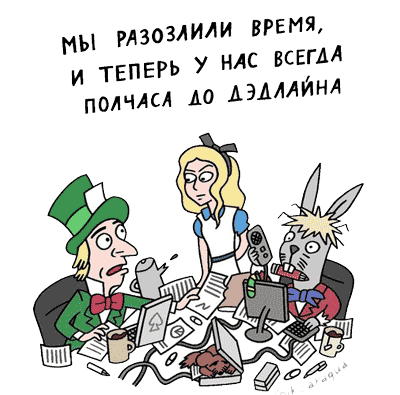 МЫ РАЗОЗЛИЛИ ВРЕМЯ,
И ТЕПЕРЬ У НАС ВСЕГДА
ПОЛЧАСА ДО ДЭДЛАЙНА